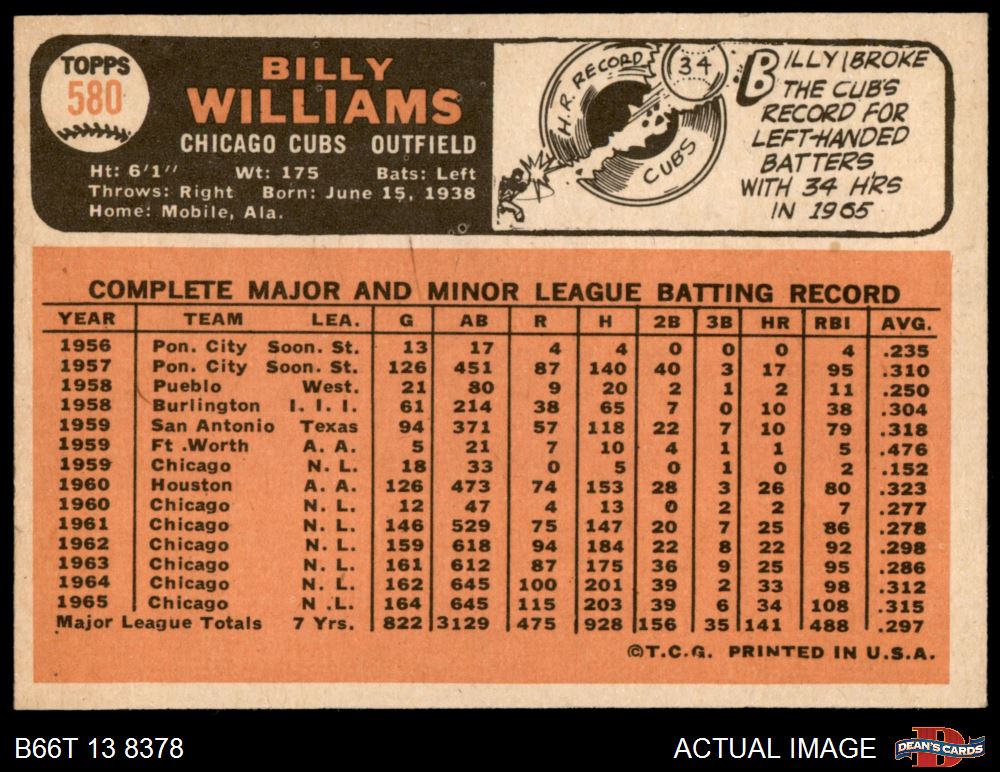 TOPPS
580
BILLY
WILLIAMS
CHICAGO CUBS OUTFIELD
Ht: 6'1" Wt: 175 Bats: Left
Throws: Right Born: June 15, 1938
Home: Mobile, Ala.
H.R. RECORD
34
CUBS
BILLY BROKE
THE CUB'S
RECORD FOR
LEFT-HANDED
BATTERS
WITH 34 HRS
IN 1965
COMPLETE MAJOR AND MINOR LEAGUE BATTING RECORD
YEAR TEAM LEA. G AB R H 2B 3B HR RBI AVG.
1956 Pon. City Soon. St. 13 17 4 4 0 0 0 4 .235
1957 Pon. City Soon. St. 126 451 87 140 40 3 17 95 .310
1958 Pueblo West. 21 80 9 20 2 1 2 11 .250
1958 Burlington I. I. I. 61 214 38 65 7 0 10 38 .304
1959 San Antonio Texas 94 371 57 118 22 7 10 79 .318
1959 Ft .Worth A. A. 5 21 7 10 4 1 1 5 .476
1959 Chicago N. L. 18 33 0 5 0 1 0 2 .152
1960 Houston A. A. 126 473 74 153 28 3 26 80 .323
1960 Chicago N. L. 12 47 4 13 0 2 2 7 .277
1961 Chicago N. L. 146 529 75 147 20 7 25 86 .278
1962 Chicago N. L. 159 618 94 184 22 8 22 92 .298
1963 Chicago N. L. 161 612 87 175 36 9 25 95 .286
1964 Chicago N. L. 162 645 100 201 39 2 33 98 .312
1965 Chicago N .L. 164 645 115 203 39 6 34 108 .315
Major League Totals 7 Yrs. 822 3129 475 928 156 35 141 488 .297
©T.C.G. PRINTED IN U.S.A.
B66T 13 8378
ACTUAL IMAGE
DEAN'S CARDS